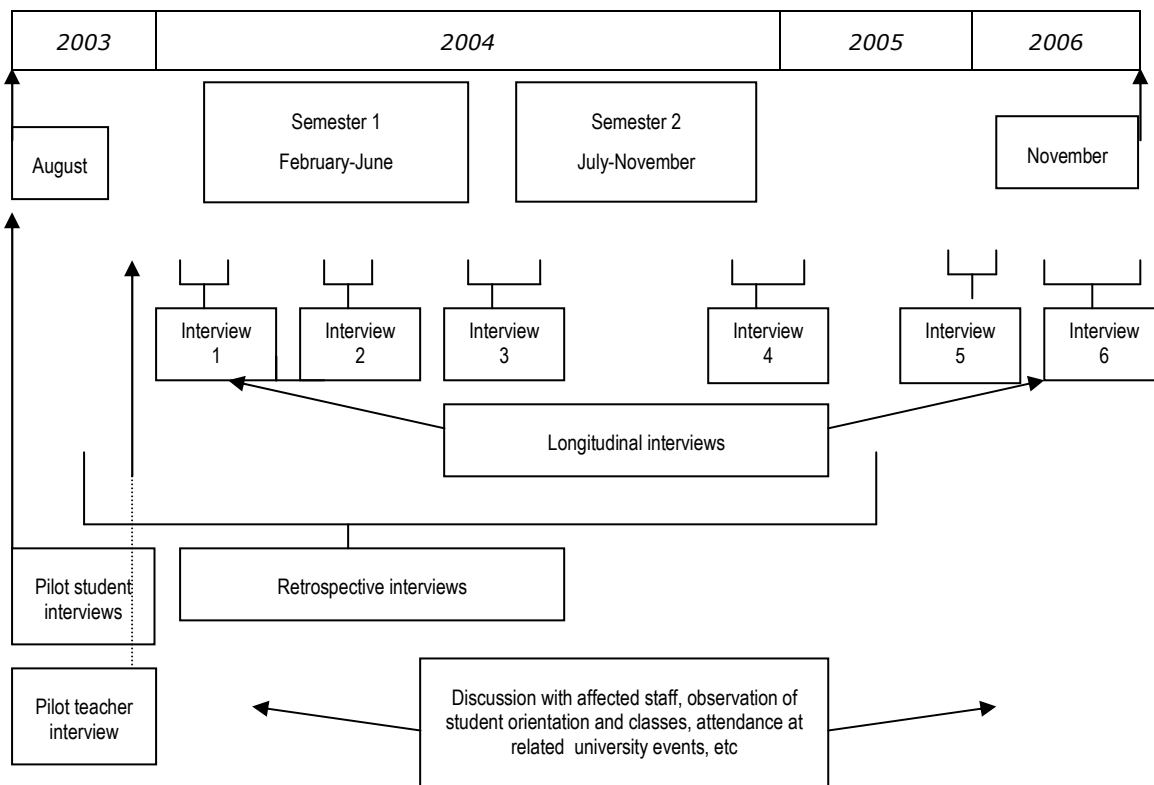 2003 2004 2005 2006
August
Semester 1
February-June
Semester 2
July-November
November
Interview
1
Interview
2
Interview
3
Interview
4
Interview
5
Interview
6
Longitudinal interviews
Pilot student
interviews
Retrospective interviews
Pilot teacher
interview
Discussion with affected staff, observation of
student orientation and classes, attendance at
related university events, etc